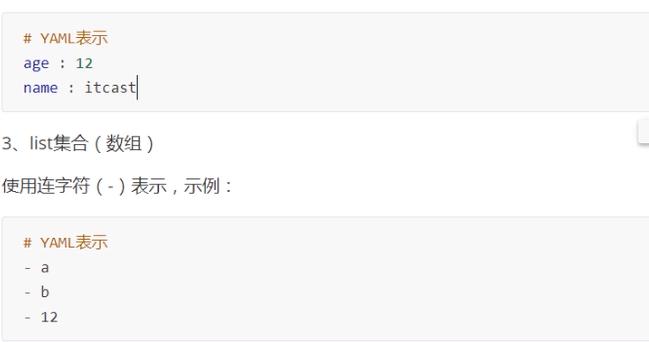 # YAML表示
age : 12
name : itcast
3、list集合（数组）
使用连字符（-）表示，示例：
# YAML表示
- a
- b
- 12